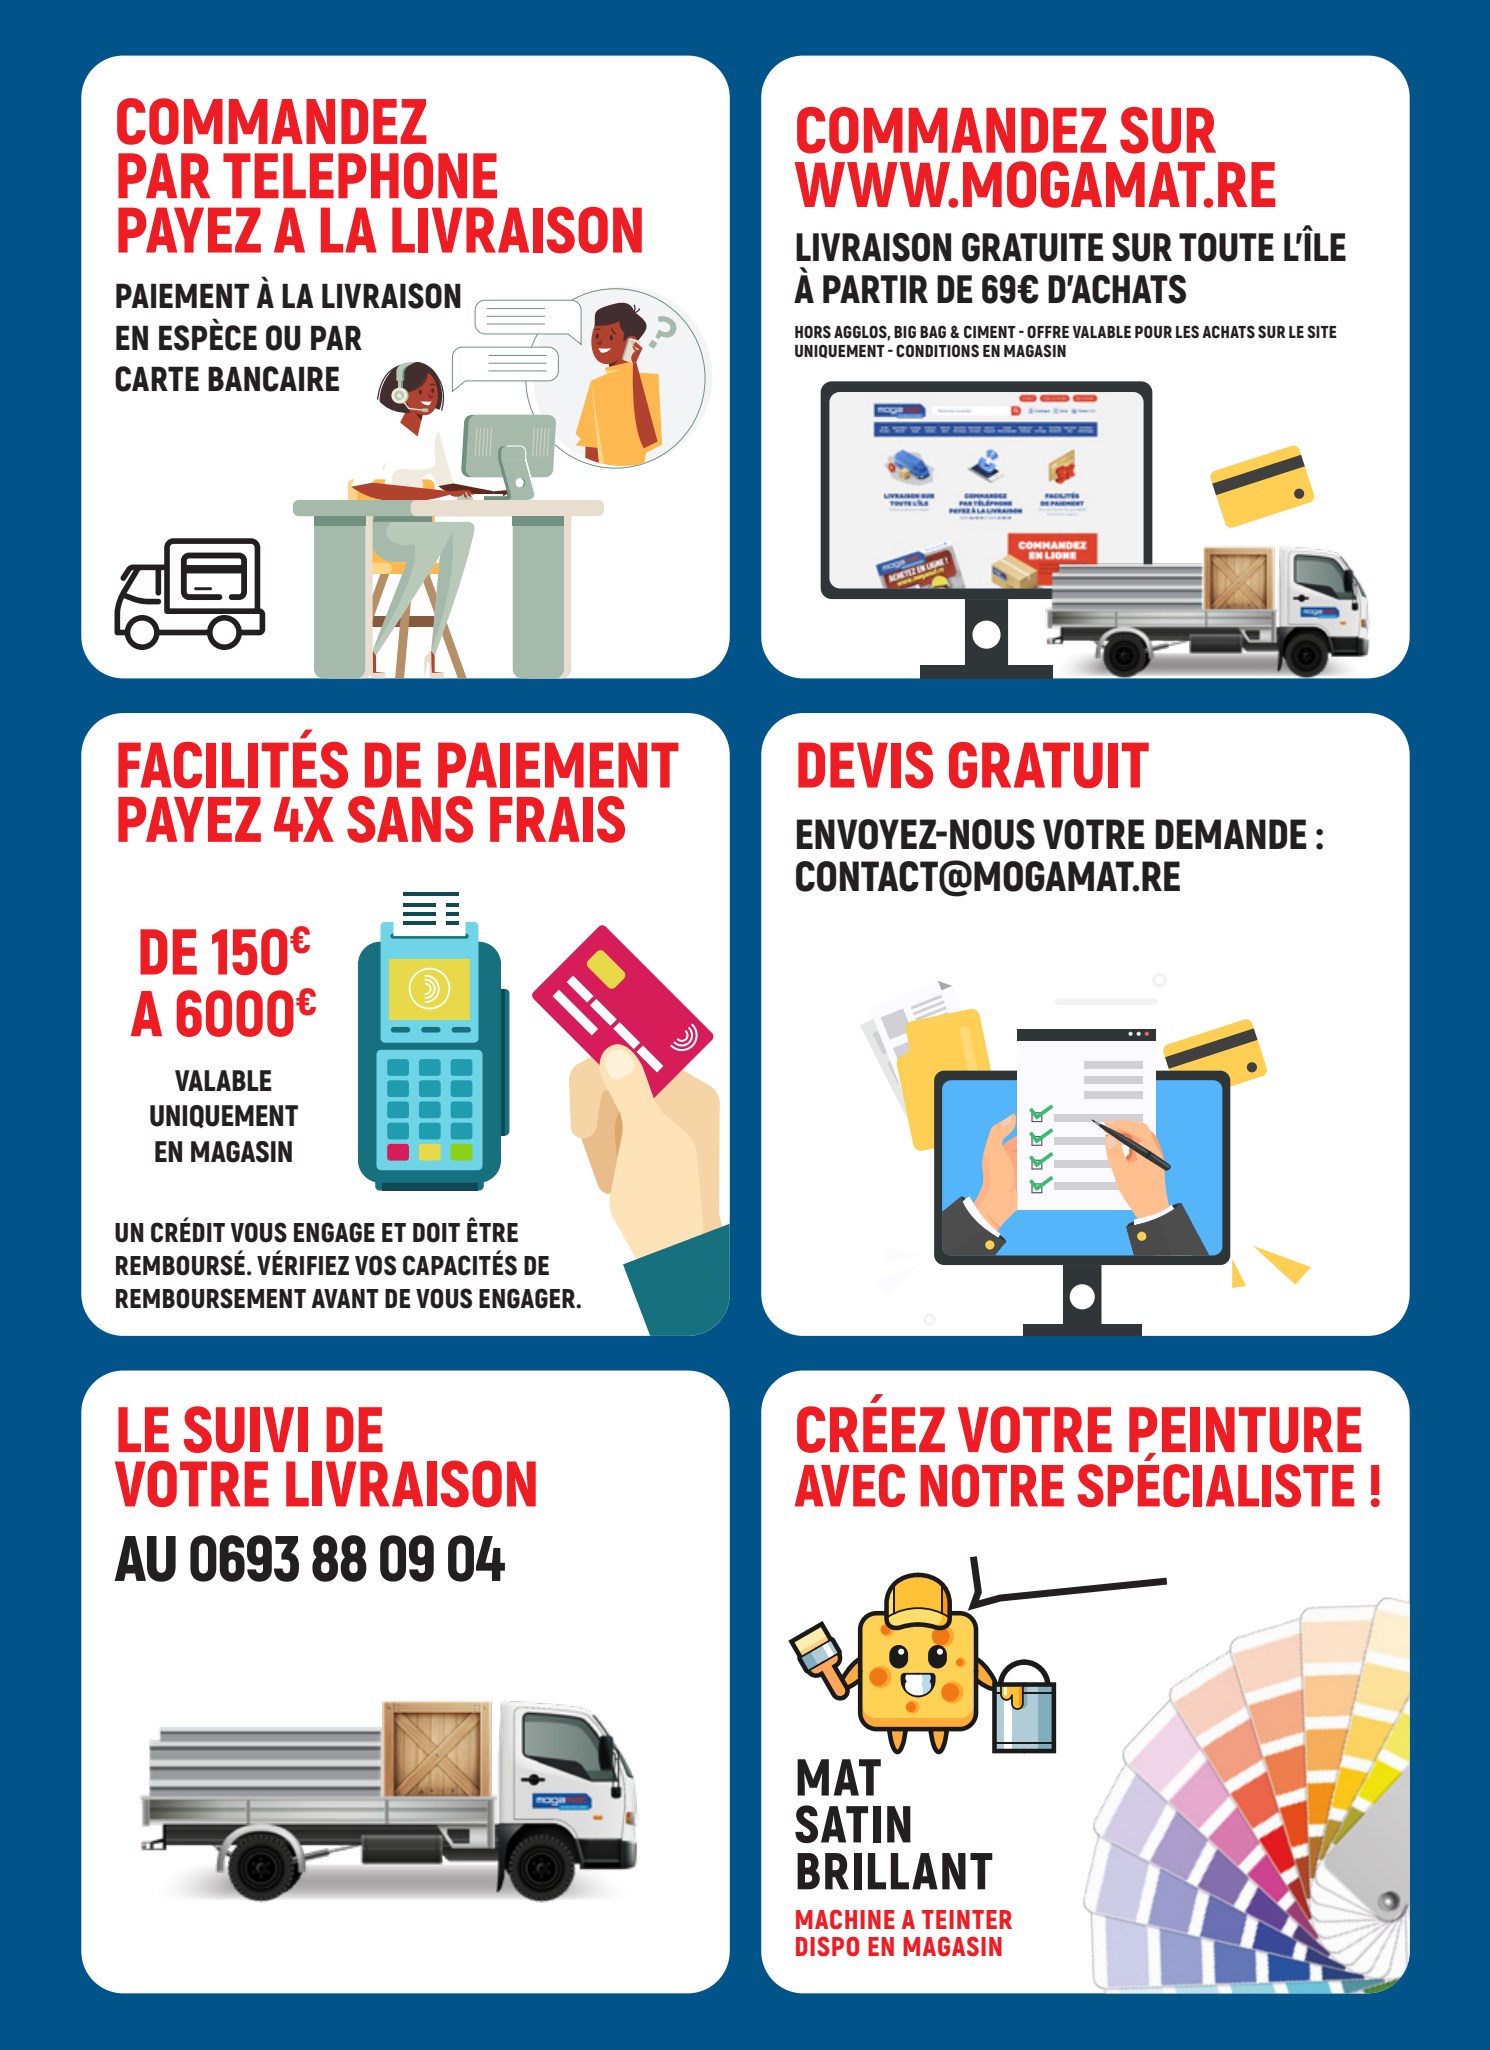 COMMANDEZ
PAR TELEPHONE
PAYEZ A LA LIVRAISON
PAIEMENT À LA LIVRAISON
EN ESPÈCE OU PAR
CARTE BANCAIRE
COMMANDEZ SUR
WWW.MOGAMAT.RE
LIVRAISON GRATUITE SUR TOUTE L'ÎLE
À PARTIR DE 69€ D'ACHATS
HORS AGGLOS, BIG BAG & CIMENT - OFFRE VALABLE POUR LES ACHATS SUR LE SITE
UNIQUEMENT - CONDITIONS EN MAGASIN
LIVRAISON SUR
TOUTE L'ÎLE
COMMANDEZ
PAR TÉLÉPHONE
PAYEZ À LA LIVRAISON
FACILITÉS
DE PAIEMENT
COMMANDEZ
EN LIGNE
ACHETEZ EN LIGNE !
FACILITÉS DE PAIEMENT
PAYEZ 4X SANS FRAIS
DE 150€
A 6000€
VALABLE
UNIQUEMENT
EN MAGASIN
UN CRÉDIT VOUS ENGAGE ET DOIT ÊTRE
REMBOURSÉ. VÉRIFIEZ VOS CAPACITÉS DE
REMBOURSEMENT AVANT DE VOUS ENGAGER.
DEVIS GRATUIT
ENVOYEZ-NOUS VOTRE DEMANDE :
CONTACT@MOGAMAT.RE
LE SUIVI DE
VOTRE LIVRAISON
AU 0693 88 09 04
mogamat
CRÉEZ VOTRE PEINTURE
AVEC NOTRE SPÉCIALISTE !
MAT
SATIN
BRILLANT
MACHINE A TEINTER
DISPO EN MAGASIN